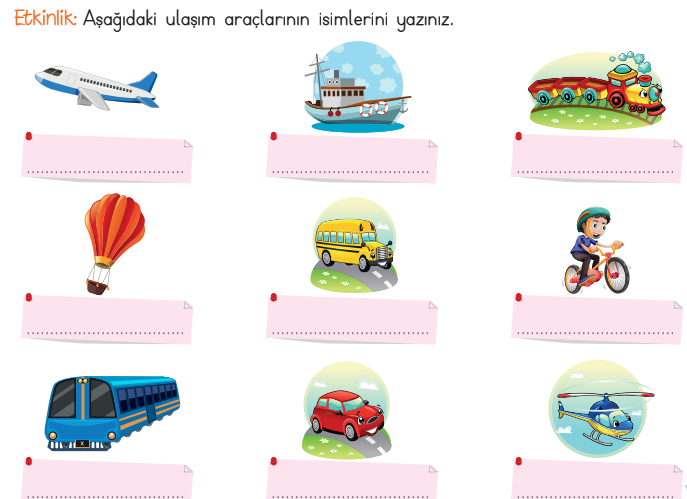 Etkinlik: Aşağıdaki ulaşım araçlarının isimlerini yazınız.
X